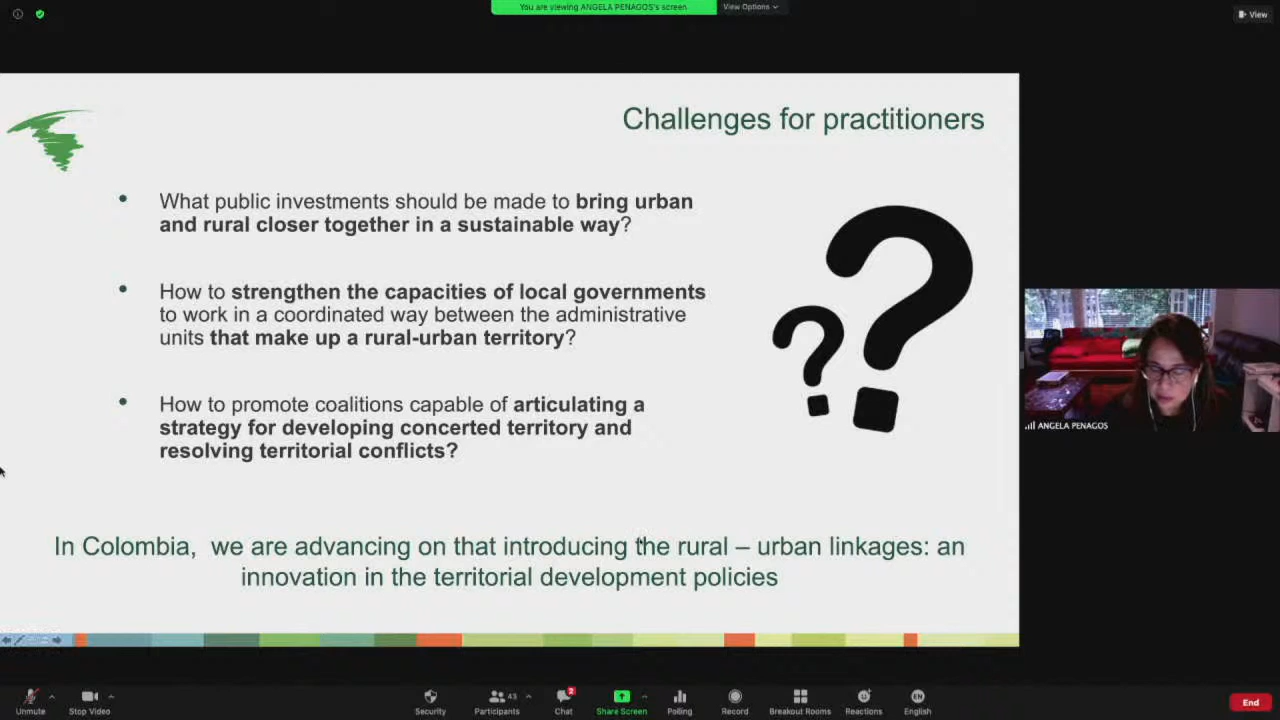 You are viewing ANGELA PENAGOS's screen
View Options
View
Challenges for practitioners
• What public investments should be made to bring urban
and rural closer together in a sustainable way?
• How to strengthen the capacities of local governments
to work in a coordinated way between the administrative
units that make up a rural-urban territory?
• How to promote coalitions capable of articulating a
strategy for developing concerted territory and
resolving territorial conflicts?
??
In Colombia, we are advancing on that introducing the rural – urban linkages: an
innovation in the territorial development policies
ANGELA PENAGOS
Unmute
Stop Video
Security
43
Participants
2
Chat
Share Screen
Polling
Record
Breakout Rooms
Reactions
EN
English
End